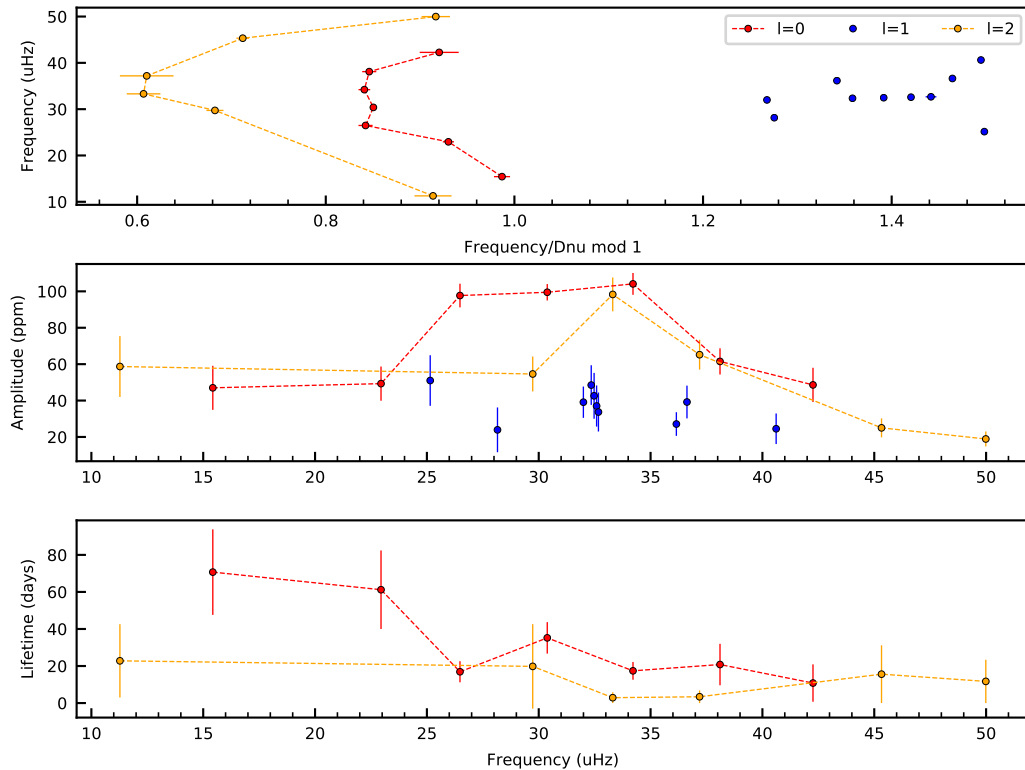 50
40
30
20
10
Frequency (uHz)
l=0 l=1 l=2
0.6 0.8 1.0 1.2 1.4
Frequency/Dnu mod 1
100
80
60
40
20
Amplitude (ppm)
10 15 20 25 30 35 40 45 50
80
60
40
20
0
Lifetime (days)
10 15 20 25 30 35 40 45 50
Frequency (uHz)